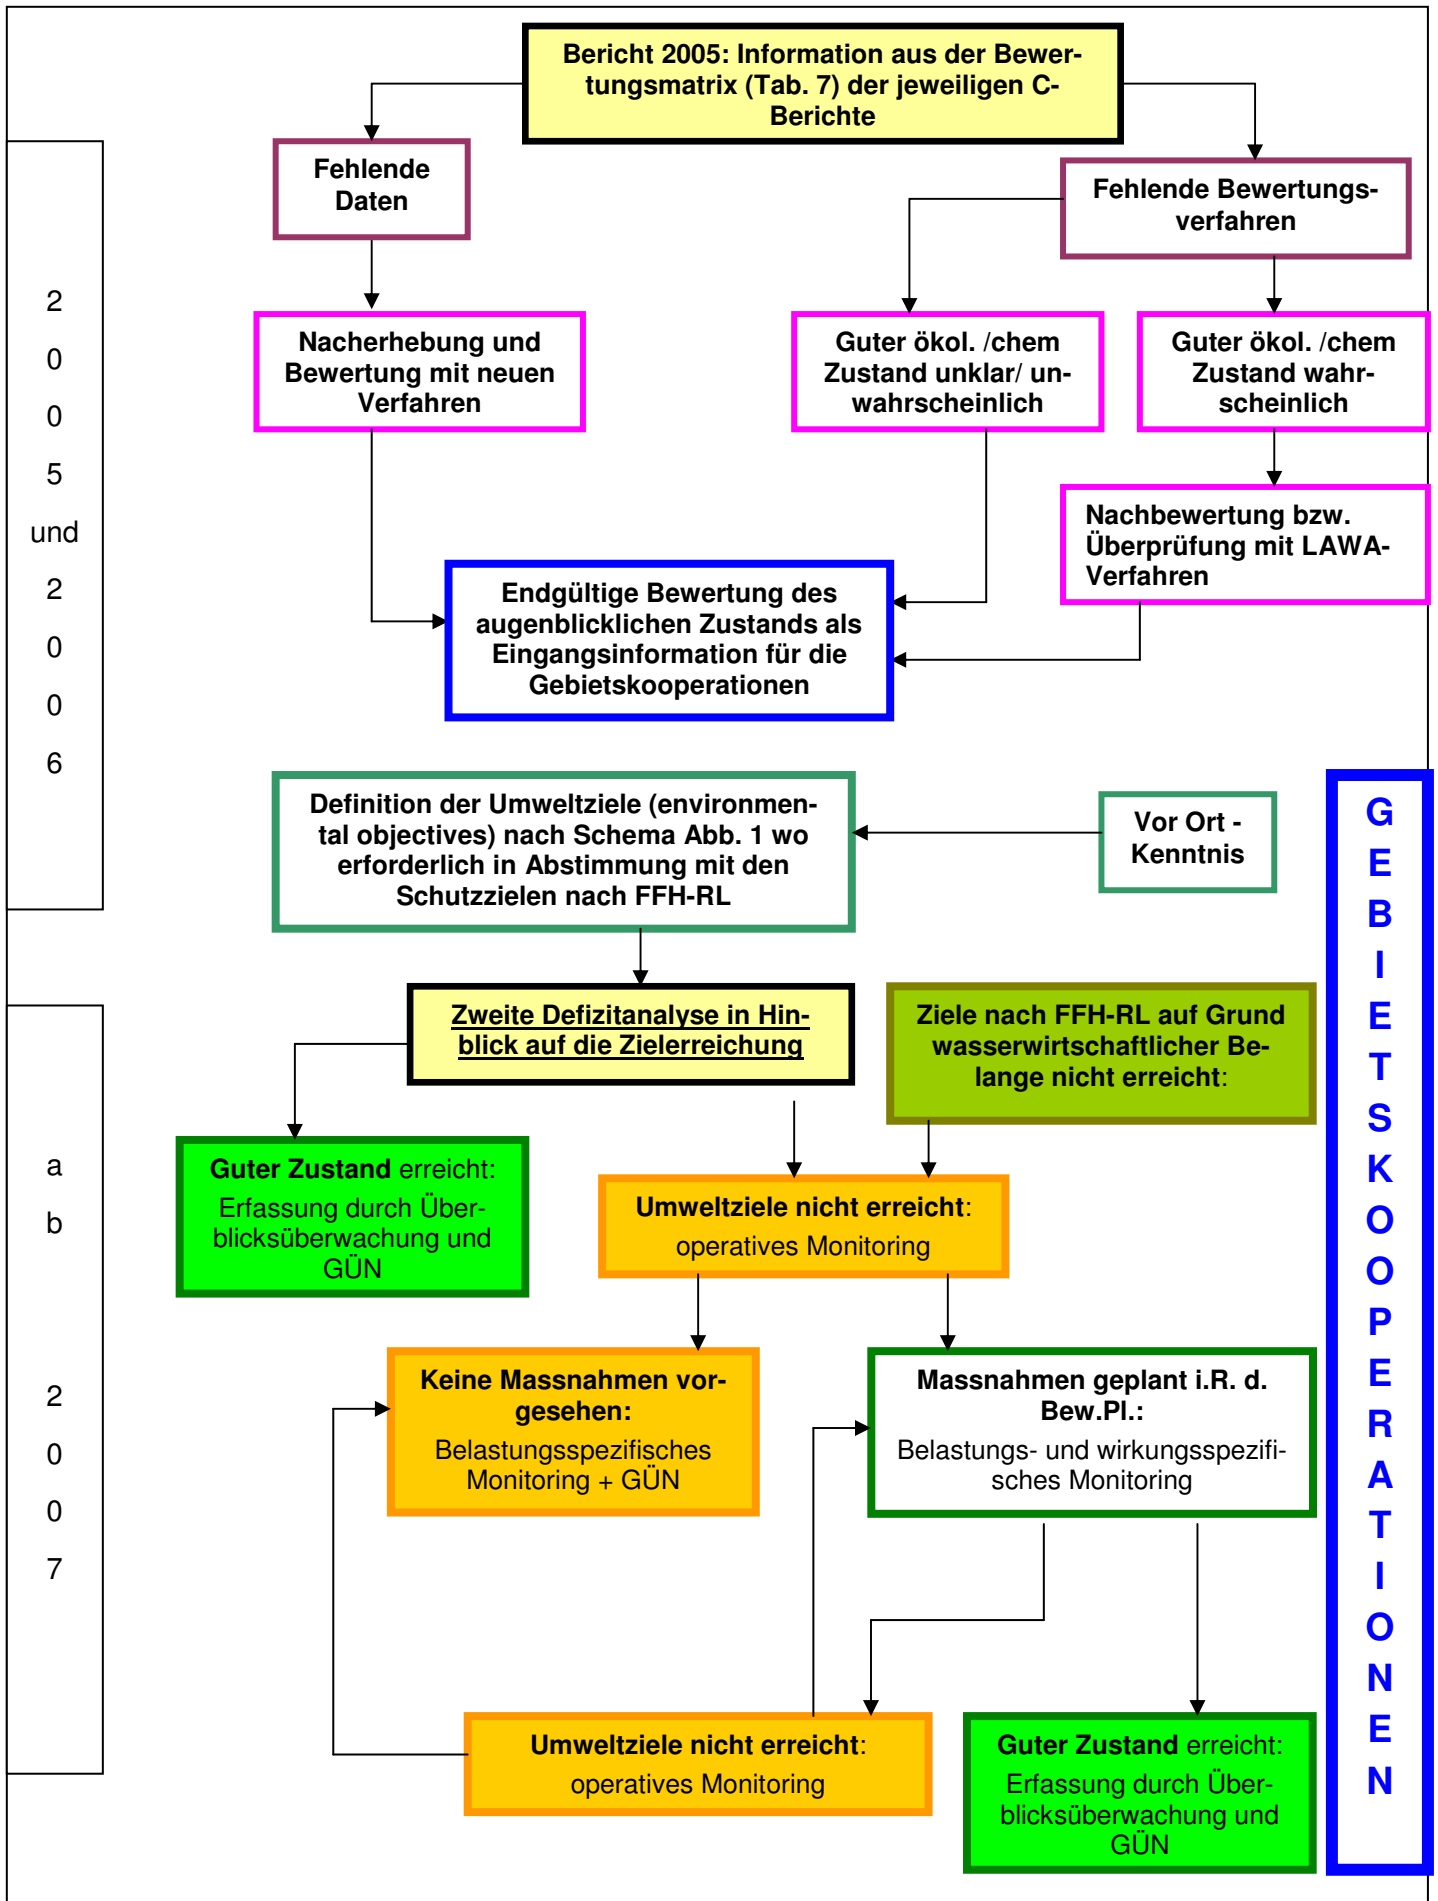 Bericht 2005: Information aus der Bewer-
tungsmatrix (Tab. 7) der jeweiligen C-
Berichte
Fehlende
Daten
Fehlende Bewertungs-
verfahren
2
0
0
5
und
2
0
0
6
Nacherhebung und
Bewertung mit neuen
Verfahren
Guter ökol. /chem
Zustand unklar/ un-
wahrscheinlich
Guter ökol. /chem
Zustand wahr-
scheinlich
Nachbewertung bzw.
Überprüfung mit LAWA-
Verfahren
Endgültige Bewertung des
augenblicklichen Zustands als
Eingangsinformation für die
Gebietskooperationen
Definition der Umweltziele (environmen-
tal objectives) nach Schema Abb. 1 wo
erforderlich in Abstimmung mit den
Schutzzielen nach FFH-RL
Vor Ort -
Kenntnis
G
E
B
I
E
T
S
K
O
O
P
E
R
A
T
I
O
N
E
N
Zweite Defizitanalyse in Hin-
blick auf die Zielerreichung
Ziele nach FFH-RL auf Grund
wasserwirtschaftlicher Be-
lange nicht erreicht:
a
b
2
0
0
7
Guter Zustand erreicht:
Erfassung durch Über-
blicksüberwachung und
GÜN
Umweltziele nicht erreicht:
operatives Monitoring
Keine Massnahmen vor-
gesehen:
Belastungsspezifisches
Monitoring + GÜN
Massnahmen geplant i.R. d.
Bew.Pl.:
Belastungs- und wirkungsspezifi-
sches Monitoring
Umweltziele nicht erreicht:
operatives Monitoring
Guter Zustand erreicht:
Erfassung durch Über-
blicksüberwachung und
GÜN